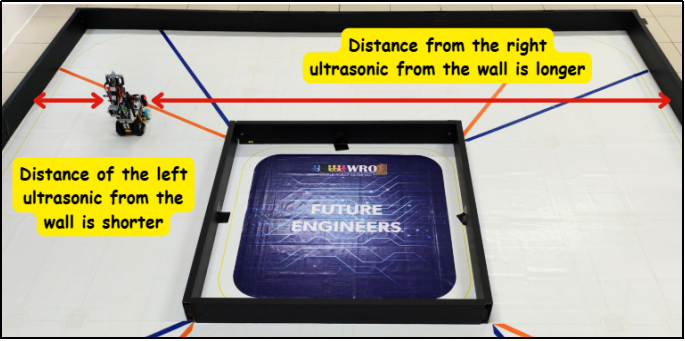 Distance from the right
ultrasonic from the wall is longer
Distance of the left
ultrasonic from the
wall is shorter
WRO
FUTURE
ENGINEERS